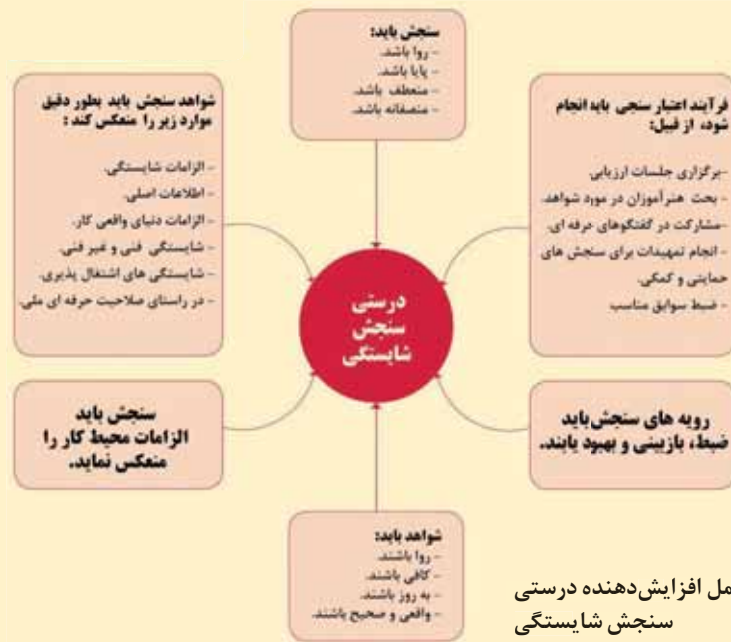 سنجش باید:
- روا باشد.
- پایا باشد.
- منعطف باشد.
- منصفانه باشد.
فرآیند اعتبار سنجی باید انجام
شود، از قبیل:
-برگزاری جلسات ارزیابی.
- بحث هنرآموزان در مورد شواهد.
-مشارکت در گفتگوهای حرفه ای.
- انجام تمهیدات برای سنجش های
حمایتی و کمکی.
- ضبط سوابق مناسب
شواهد سنجش باید بطور دقیق
موارد زیر را منعکس کند:
- الزامات شایستگی.
- اطلاعات اصلی.
- الزامات دنیای واقعی کار.
- شایستگی فنی و غیر فنی.
- شایستگی های اشتغال پذیری.
- در راستای صلاحیت حرفه ای ملی.
درستی
سنجش
شایستگی
رویه های سنجش باید
ضبط، بازبینی و بهبود یابند.
سنجش باید
الزامات محیط کار را
منعکس نماید.
شواهد باید:
- روا باشند.
- کافی باشند.
- به روز باشند.
- واقعی و صحیح باشند.
افزایش‌دهنده درستی
سنجش شایستگی